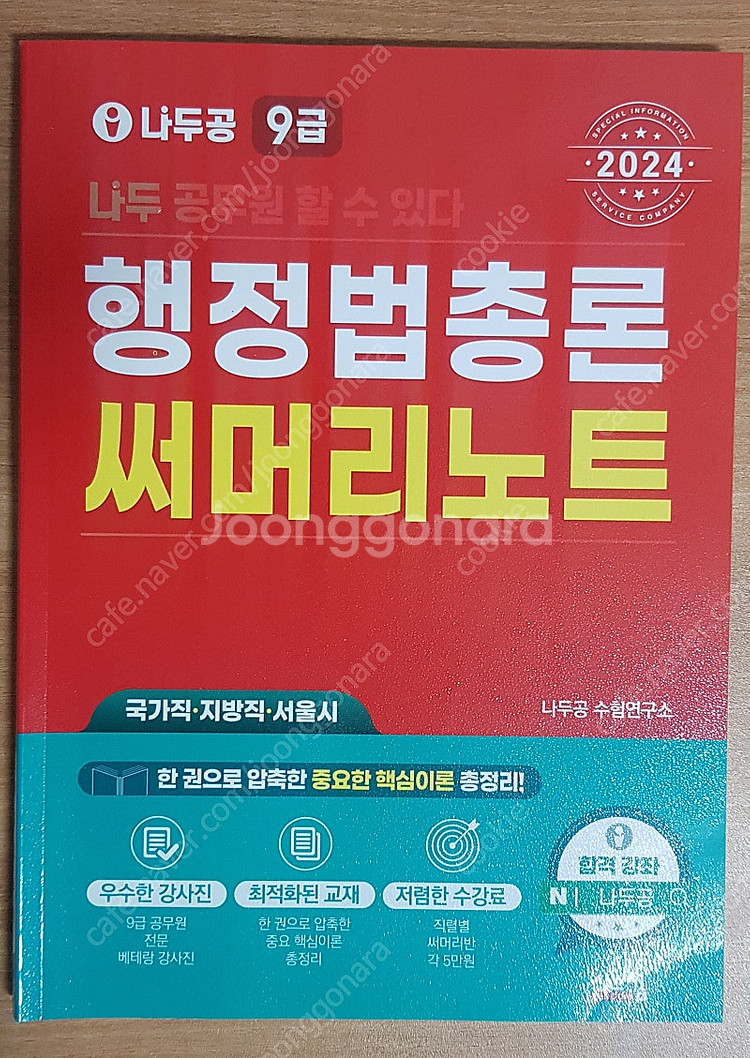 나두공 9급
SPECIAL INFORMATION
2024
SERVICE COMPANY
나두 공무원 할 수 있다
행정법총론
써머리노트
Joonggonara
국가직·지방직·서울시
나두공 수험연구소
한 권으로 압축한 중요한 핵심이론 총정리!
우수한 강사진
9급 공무원
전문
베테랑 강사진
최적화된 교재
한 권으로 압축한
중요 핵심이론
총정리
저렴한 수강료
직렬별
써머리반
각 5만원
합격 강좌
N 나두공
cafe.naver.com/joonggonara
cookie